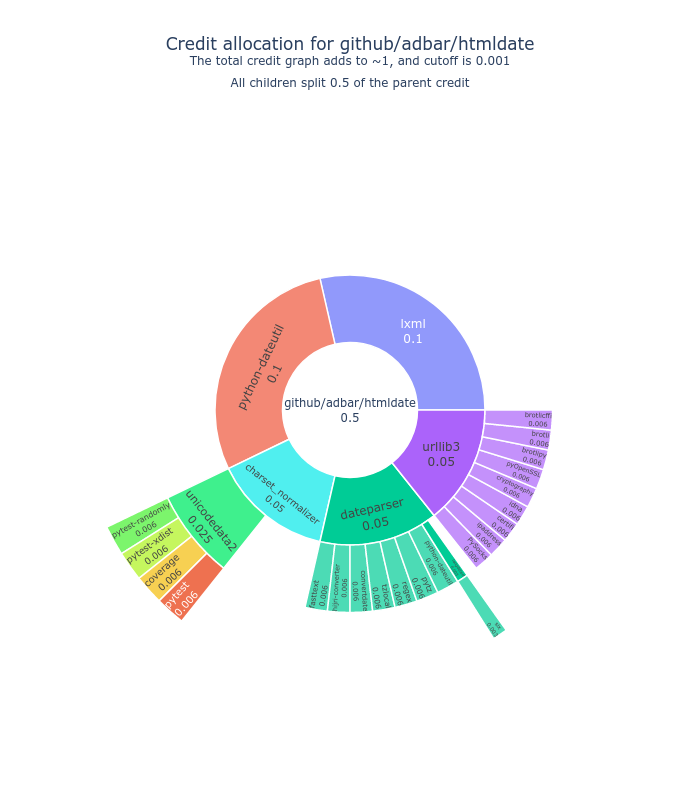 Credit allocation for github/adbar/htmldate
The total credit graph adds to ~1, and cutoff is 0.001
All children split 0.5 of the parent credit
lxml
0.1
python-dateutil
0.1
github/adbar/htmldate
0.5
urllib3
0.05
charset_normalizer
0.05
dateparser
0.05
unicodedata2
0.025
pytest-randomly
0.006
pytest-xdist
0.006
coverage
0.006
pytest
0.006
fasttext
0.006
hijri-converter
0.006
convertdate
0.006
tzlocal
0.006
regex
0.006
pytz
0.006
python-dateutil
0.006
six
0.003
brotlicffi
0.006
brotli
0.006
brotlipy
0.006
pyOpenSSL
0.006
cryptography
0.006
idna
0.006
certifi
0.006
ipaddress
0.006
PySocks
0.006